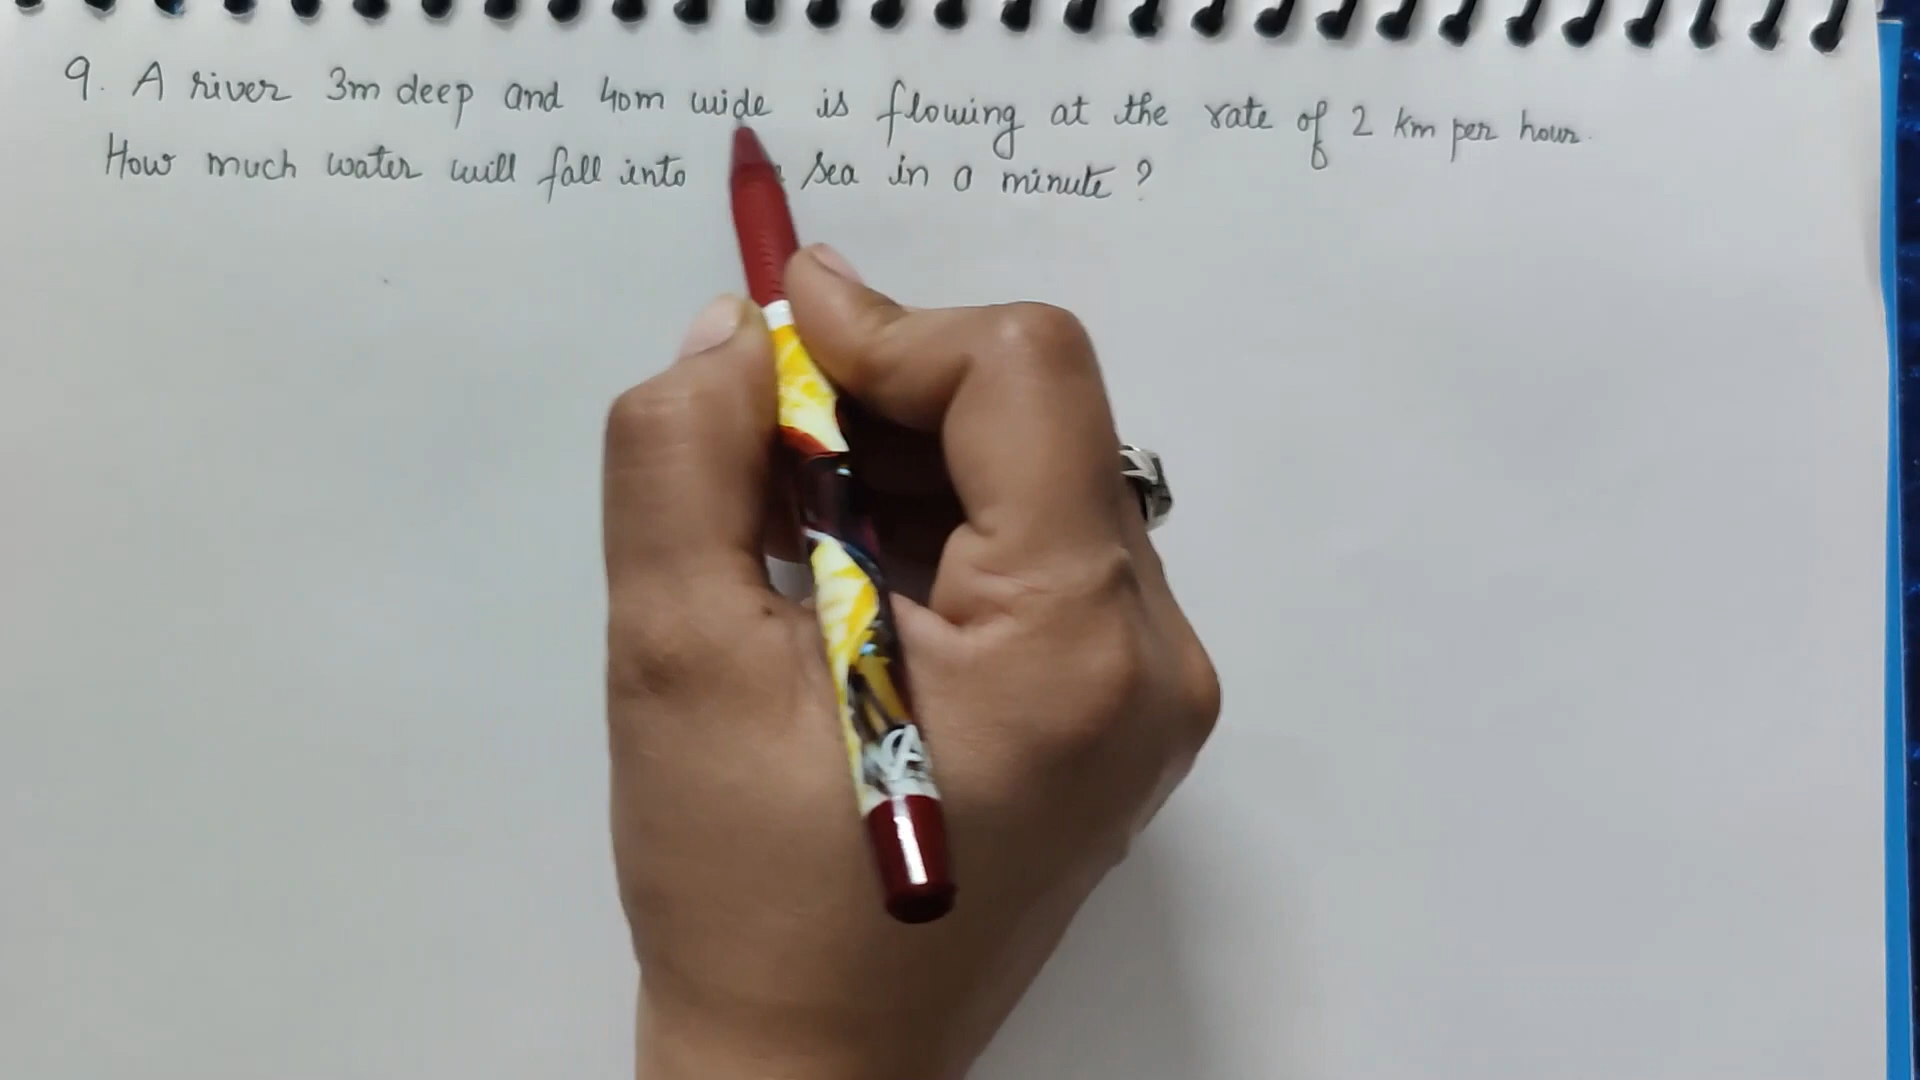 9. A river 3m deep and 40m wide is flowing at the rate of 2 km per hour.
How much water will fall into sea in a minute ?